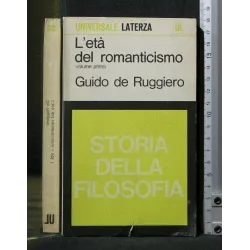 UNIVERSALE LATERZA UL
L'età
del romanticismo
volume primo
Guido de Ruggiero
STORIA
DELLA
FILOSOFIA
UL